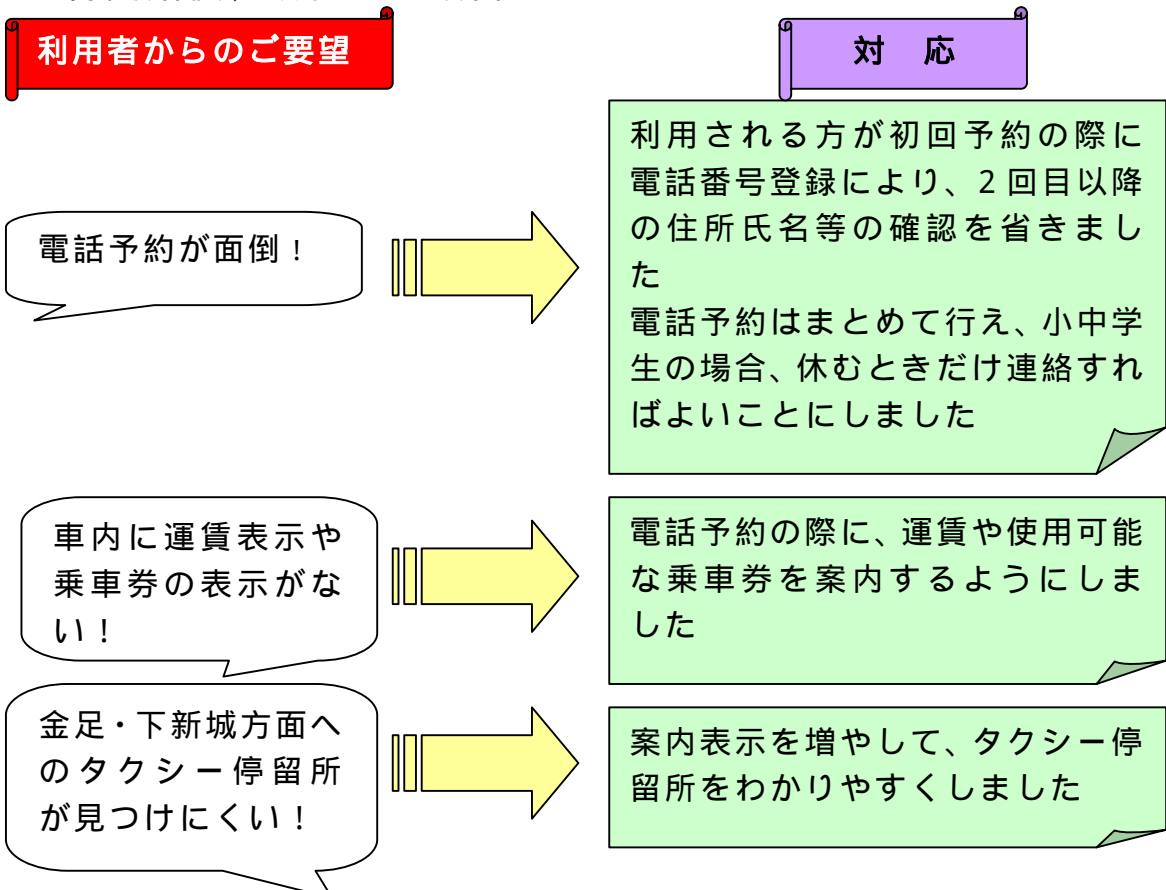 利用者からのご要望
対 応
電話予約が面倒！
利用される方が初回予約の際に
電話番号登録により、2回目以降
の住所氏名等の確認を省きまし
た
電話予約はまとめて行え、小中学
生の場合、休むときだけ連絡すれ
ばよいことにしました
車内に運賃表示や
乗車券の表示がな
い！
電話予約の際に、運賃や使用可能
な乗車券を案内するようにしま
した
金足・下新城方面へ
のタクシー停留所
が見つけにくい！
案内表示を増やして、タクシー停
留所をわかりやすくしました